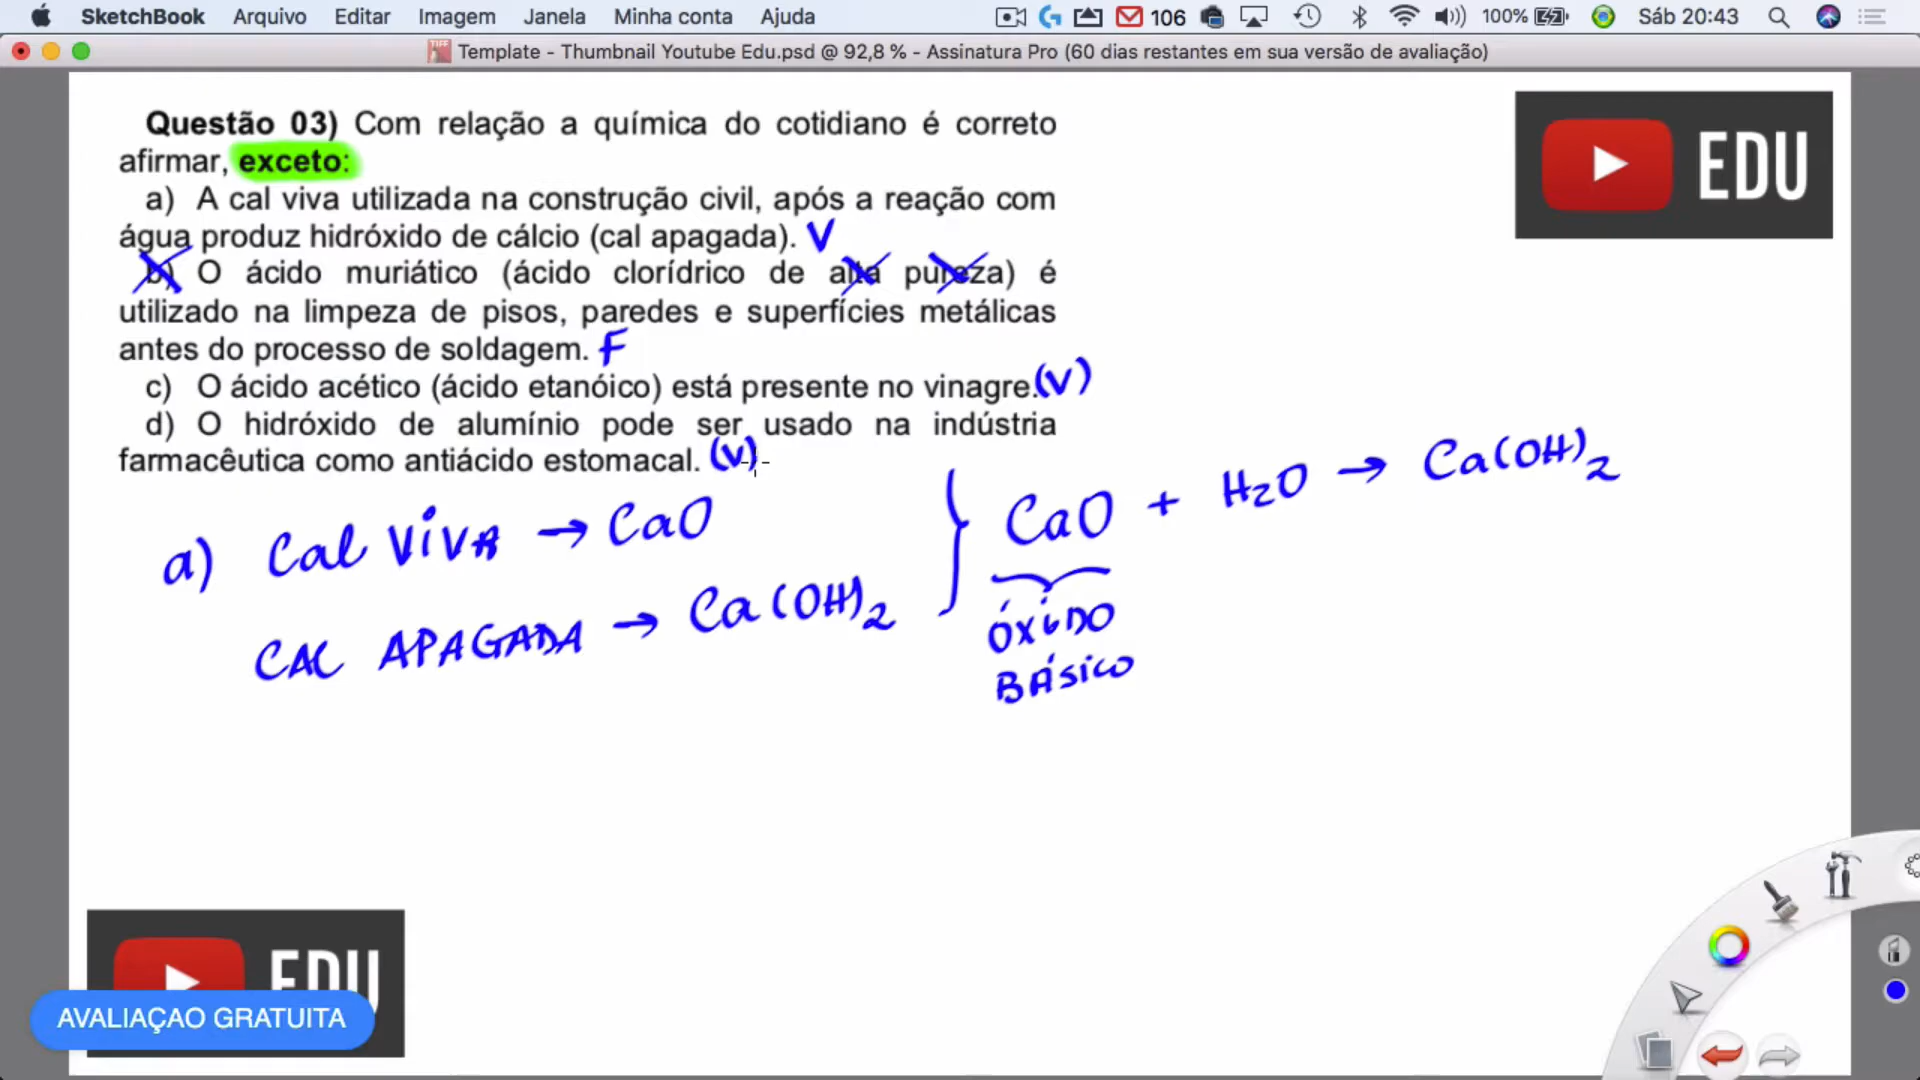 SketchBook Arquivo Editar Imagem Janela Minha conta Ajuda 106 100% Sáb 20:43
Template - Thumbnail Youtube Edu.psd @ 92,8 % - Assinatura Pro (60 dias restantes em sua versão de avaliação)
EDU
Questão 03) Com relação a química do cotidiano é correto
afirmar, exceto:
a) A cal viva utilizada na construção civil, após a reação com
água produz hidróxido de cálcio (cal apagada). V
b) O ácido muriático (ácido clorídrico de alta pureza) é
utilizado na limpeza de pisos, paredes e superfícies metálicas
antes do processo de soldagem. F
c) O ácido acético (ácido etanóico) está presente no vinagre. (V)
d) O hidróxido de alumínio pode ser usado na indústria
farmacêutica como antiácido estomacal. (V)
a) Cal VIVA → CaO
CAL APAGADA → Ca(OH)2
CaO + H2O → Ca(OH)2
ÓXIDO
BÁSICO
EDU
AVALIAÇAO GRATUITA